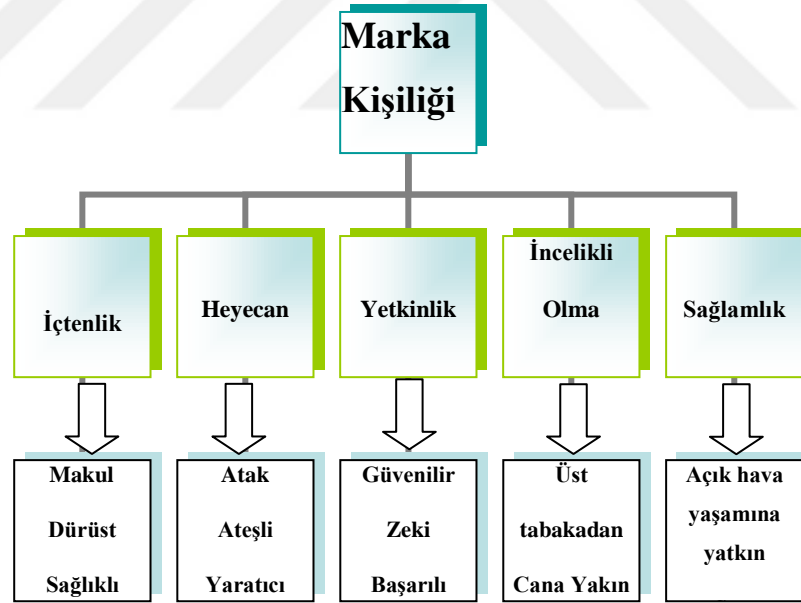 Marka
Kişiliği
İçtenlik
Heyecan
Yetkinlik
İncelikli
Olma
Sağlamlık
Makul
Dürüst
Sağlıklı
Atak
Ateşli
Yaratıcı
Güvenilir
Zeki
Başarılı
Üst
tabakadan
Cana Yakın
Açık hava
yaşamına
yatkın